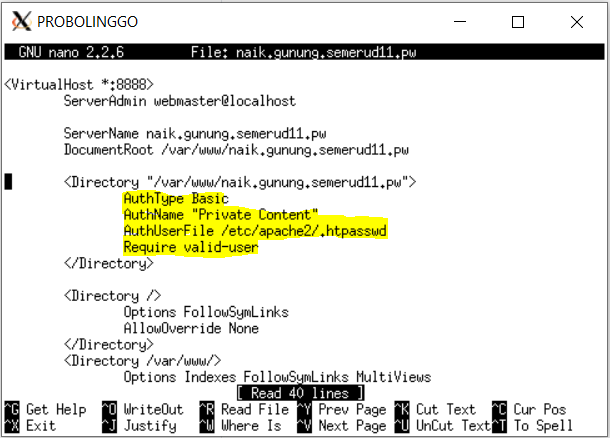 PROBOLINGGO
GNU nano 2.2.6 File: naik.gunung.semerud11.pw
<VirtualHost *:8888>
ServerAdmin webmaster@localhost
ServerName naik.gunung.semerud11.pw
DocumentRoot /var/www/naik.gunung.semerud11.pw
<Directory "/var/www/naik.gunung.semerud11.pw">
AuthType Basic
AuthName "Private Content"
AuthUserFile /etc/apache2/.htpasswd
Require valid-user
</Directory>
<Directory />
Options FollowSymLinks
AllowOverride None
</Directory>
<Directory /var/www/>
Options Indexes FollowSymLinks MultiViews
[ Read 40 lines ]
^G Get Help ^O WriteOut ^R Read File ^Y Prev Page ^K Cut Text ^C Cur Pos
^X Exit ^J Justify ^W Where Is ^V Next Page ^U UnCut Text ^T To Spell